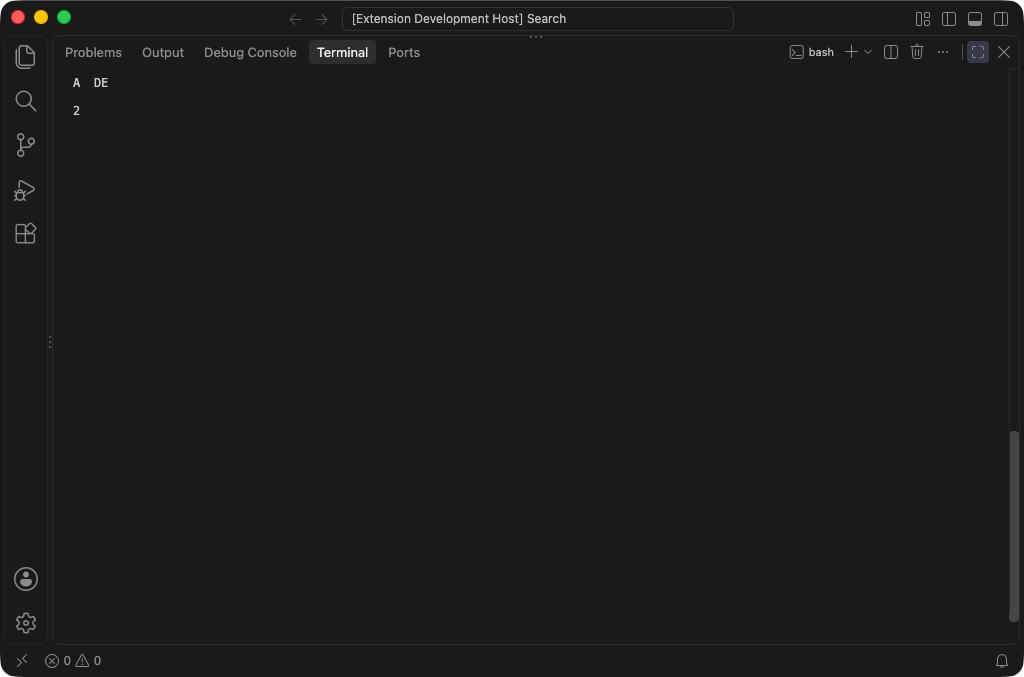 [Extension Development Host] Search
Problems Output Debug Console Terminal Ports bash
A  DE
2
0 0